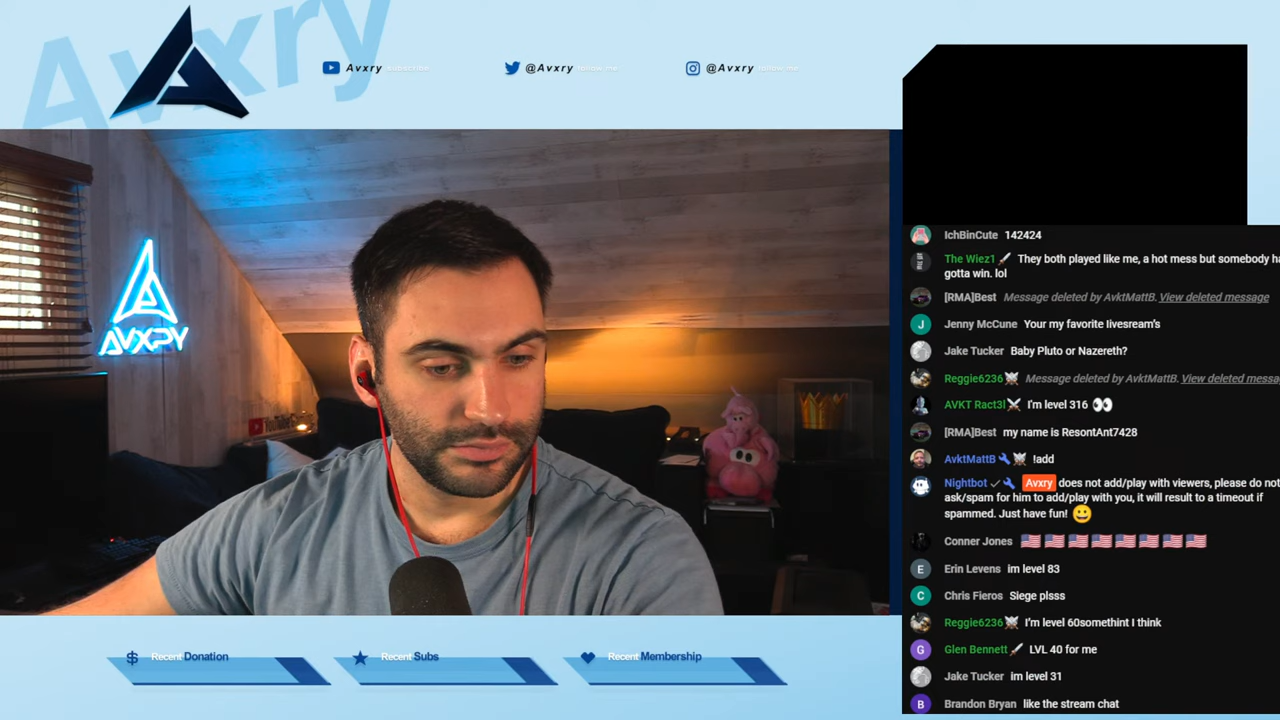 Avxry
Avxry subscribe
@Avxry follow me
@Avxry follow me
AVXRY
YouTube
IchBinCute 142424
The Wiez1 They both played like me, a hot mess but somebody ha
gotta win. lol
[RMA]Best Message deleted by AvktMattB. View deleted message
J Jenny McCune Your my favorite livesream's
Jake Tucker Baby Pluto or Nazereth?
Reggie6236 Message deleted by AvktMattB. View deleted messa
AVKT Ract3l I'm level 316 👀
[RMA]Best my name is ResontAnt7428
AvktMattB !add
Nightbot Avxry does not add/play with viewers, please do not
ask/spam for him to add/play with you, it will result to a timeout if
spammed. Just have fun! 😀
Conner Jones 🇺🇸🇺🇸🇺🇸🇺🇸🇺🇸🇺🇸🇺🇸🇺🇸
E Erin Levens im level 83
C Chris Fieros Siege plsss
Reggie6236 I'm level 60somethint I think
G Glen Bennett LVL 40 for me
Jake Tucker im level 31
B Brandon Bryan like the stream chat
$ Recent Donation
Recent Subs
Recent Membership